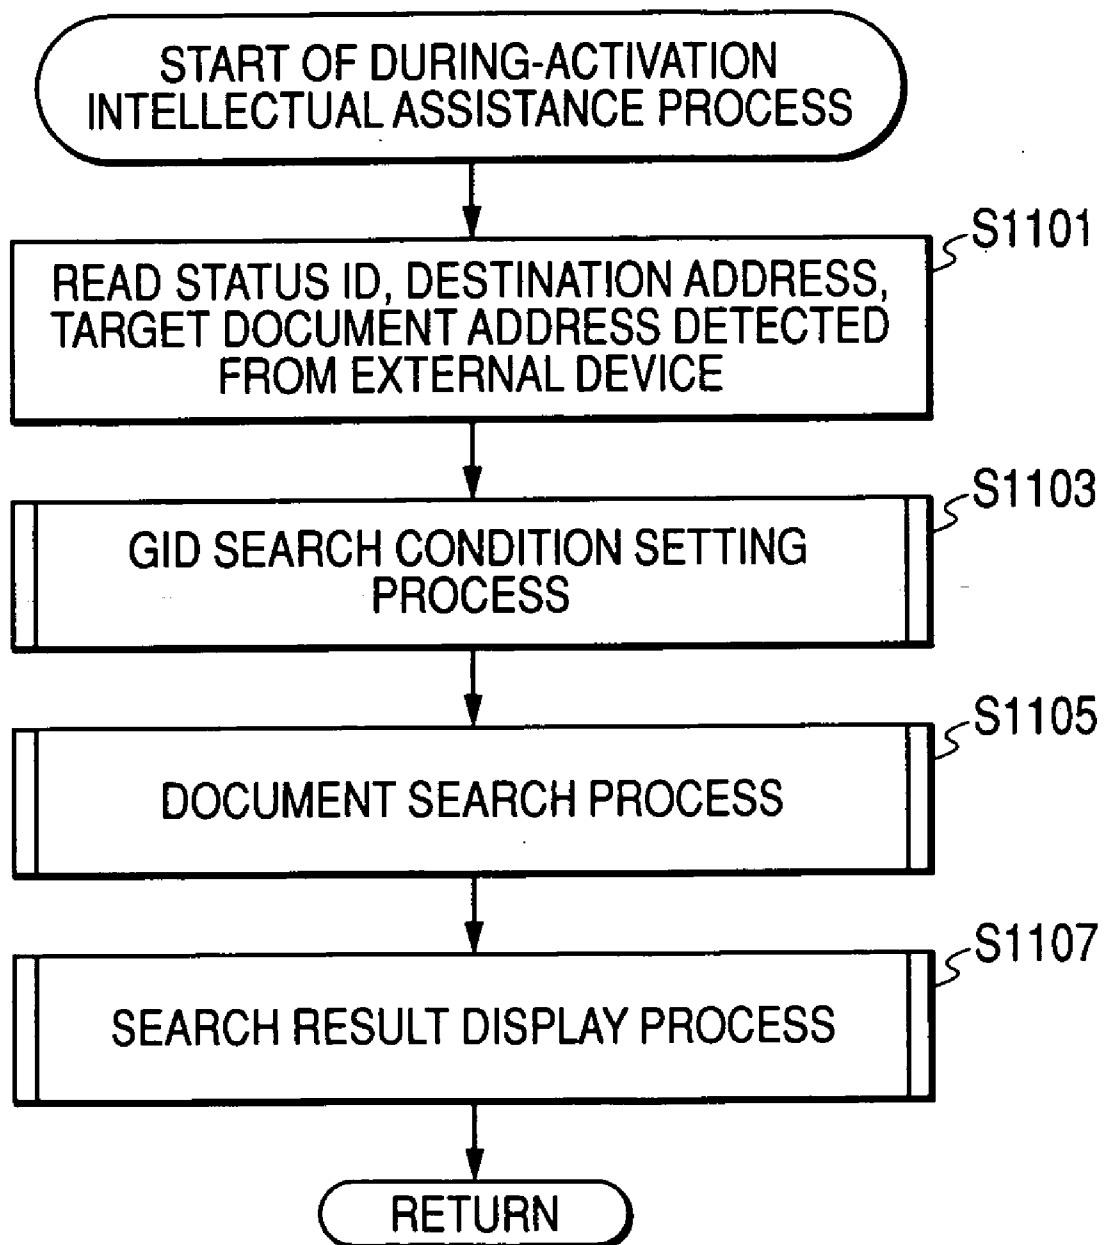 START OF DURING-ACTIVATION
INTELLECTUAL ASSISTANCE PROCESS
S1101
READ STATUS ID, DESTINATION ADDRESS,
TARGET DOCUMENT ADDRESS DETECTED
FROM EXTERNAL DEVICE
S1103
GID SEARCH CONDITION SETTING
PROCESS
S1105
DOCUMENT SEARCH PROCESS
S1107
SEARCH RESULT DISPLAY PROCESS
RETURN